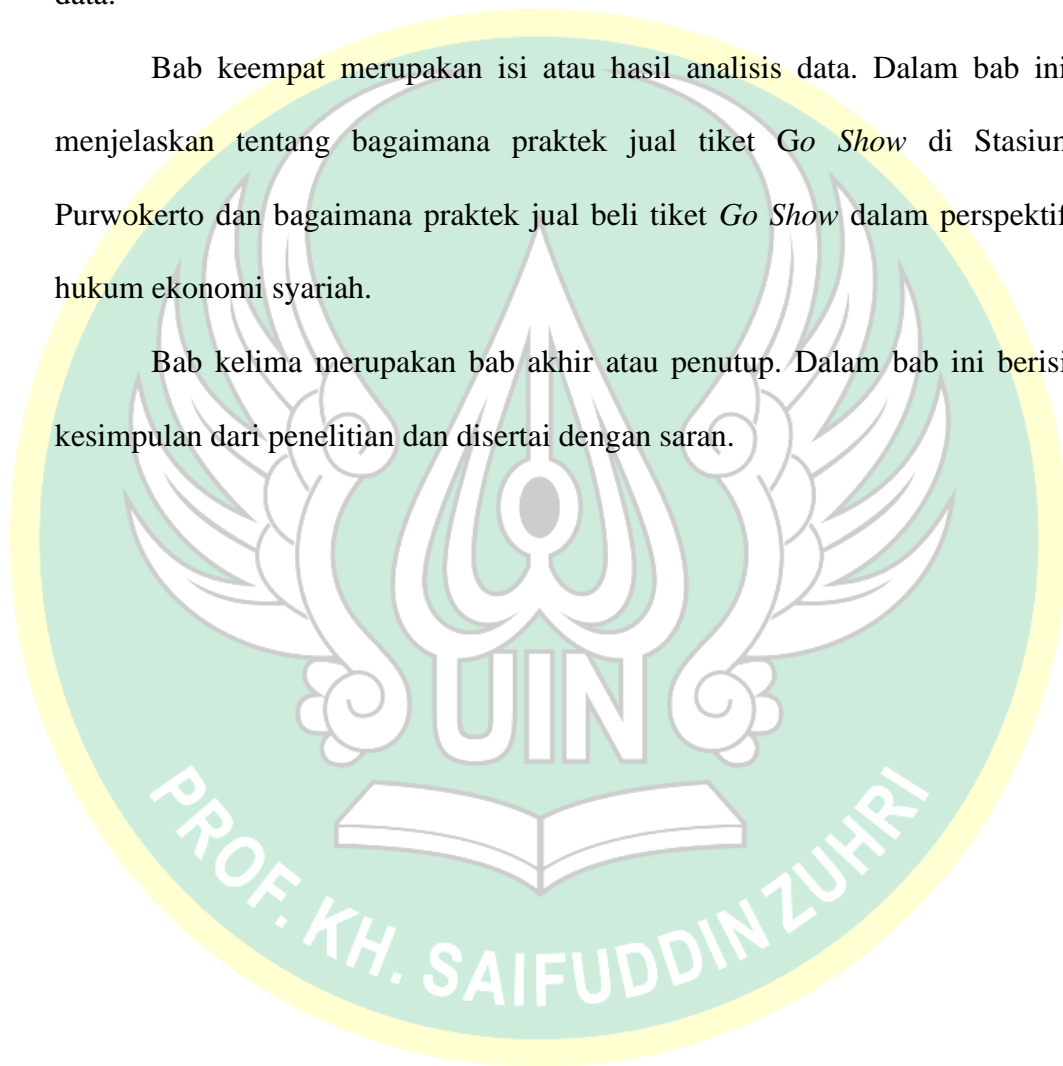 data.
Bab keempat merupakan isi atau hasil analisis data. Dalam bab ini
menjelaskan tentang bagaimana praktek jual tiket Go Show di Stasiun
Purwokerto dan bagaimana praktek jual beli tiket Go Show dalam perspektif
hukum ekonomi syariah.
Bab kelima merupakan bab akhir atau penutup. Dalam bab ini berisi
kesimpulan dari penelitian dan disertai dengan saran.
UIN
PROF. KH. SAIFUDDIN ZUHRI